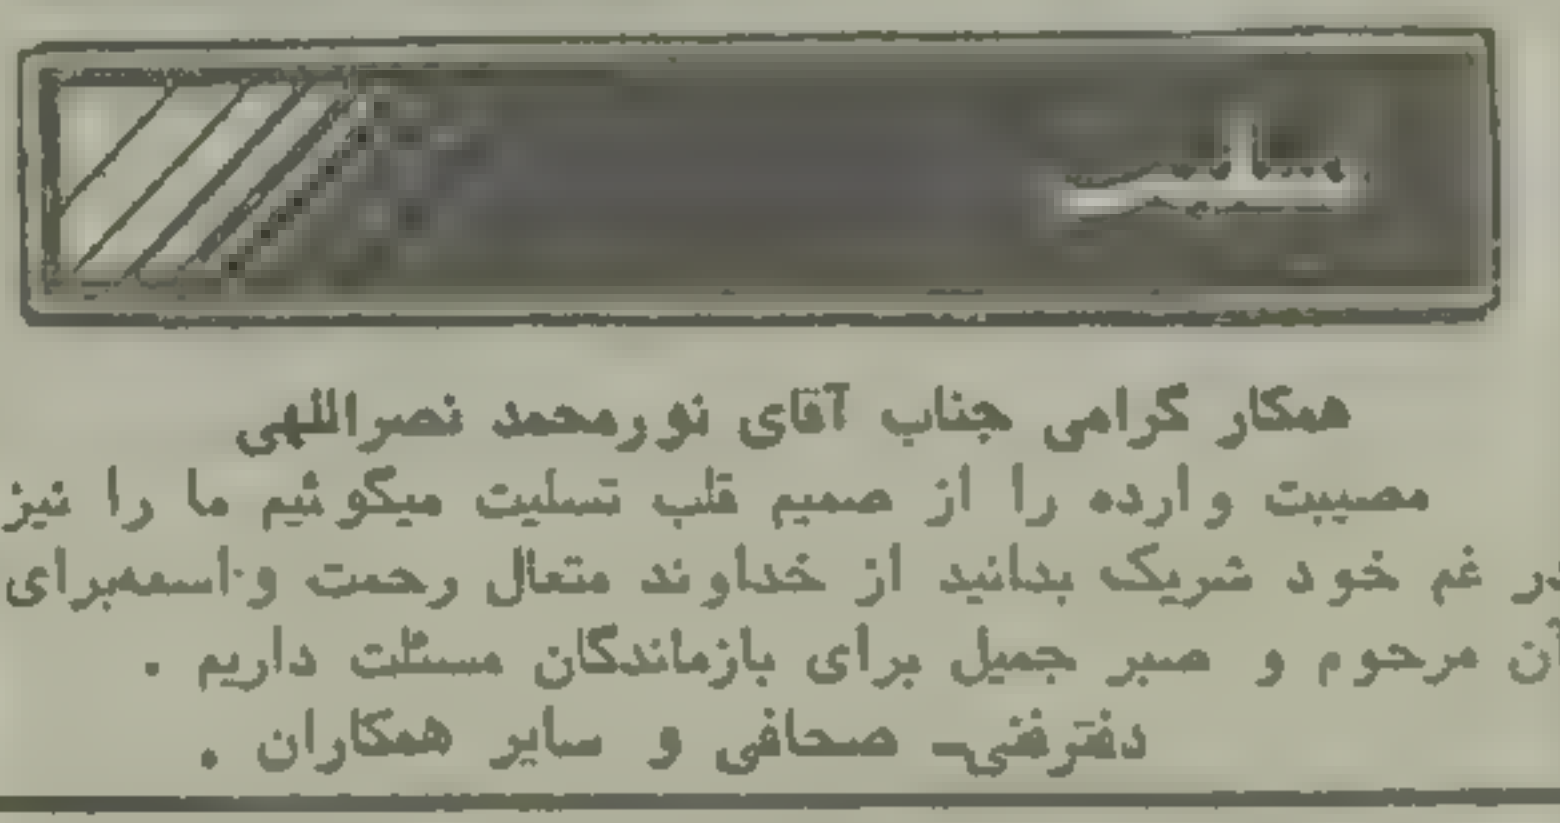 همکار گرامی جناب آقای نورمحمد نصراللهی
مصیبت وارده را از صمیم قلب تسلیت میگوئیم ما را نیز
در غم خود شریک بدانید از خداوند متعال رحمت واسعه برای
آن مرحوم و صبر جمیل برای بازماندگان مسئلت داریم .
دفترفنی ـ صحافی و سایر همکاران .